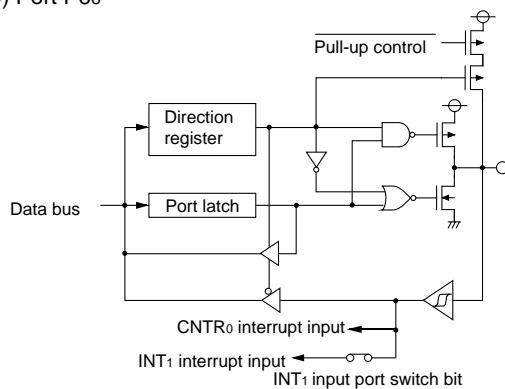 ) Port P
Pull-up control
Direction
register
Port latch
Data bus
CNTR0 interrupt input
INT1 interrupt input
INT1 input port switch bit